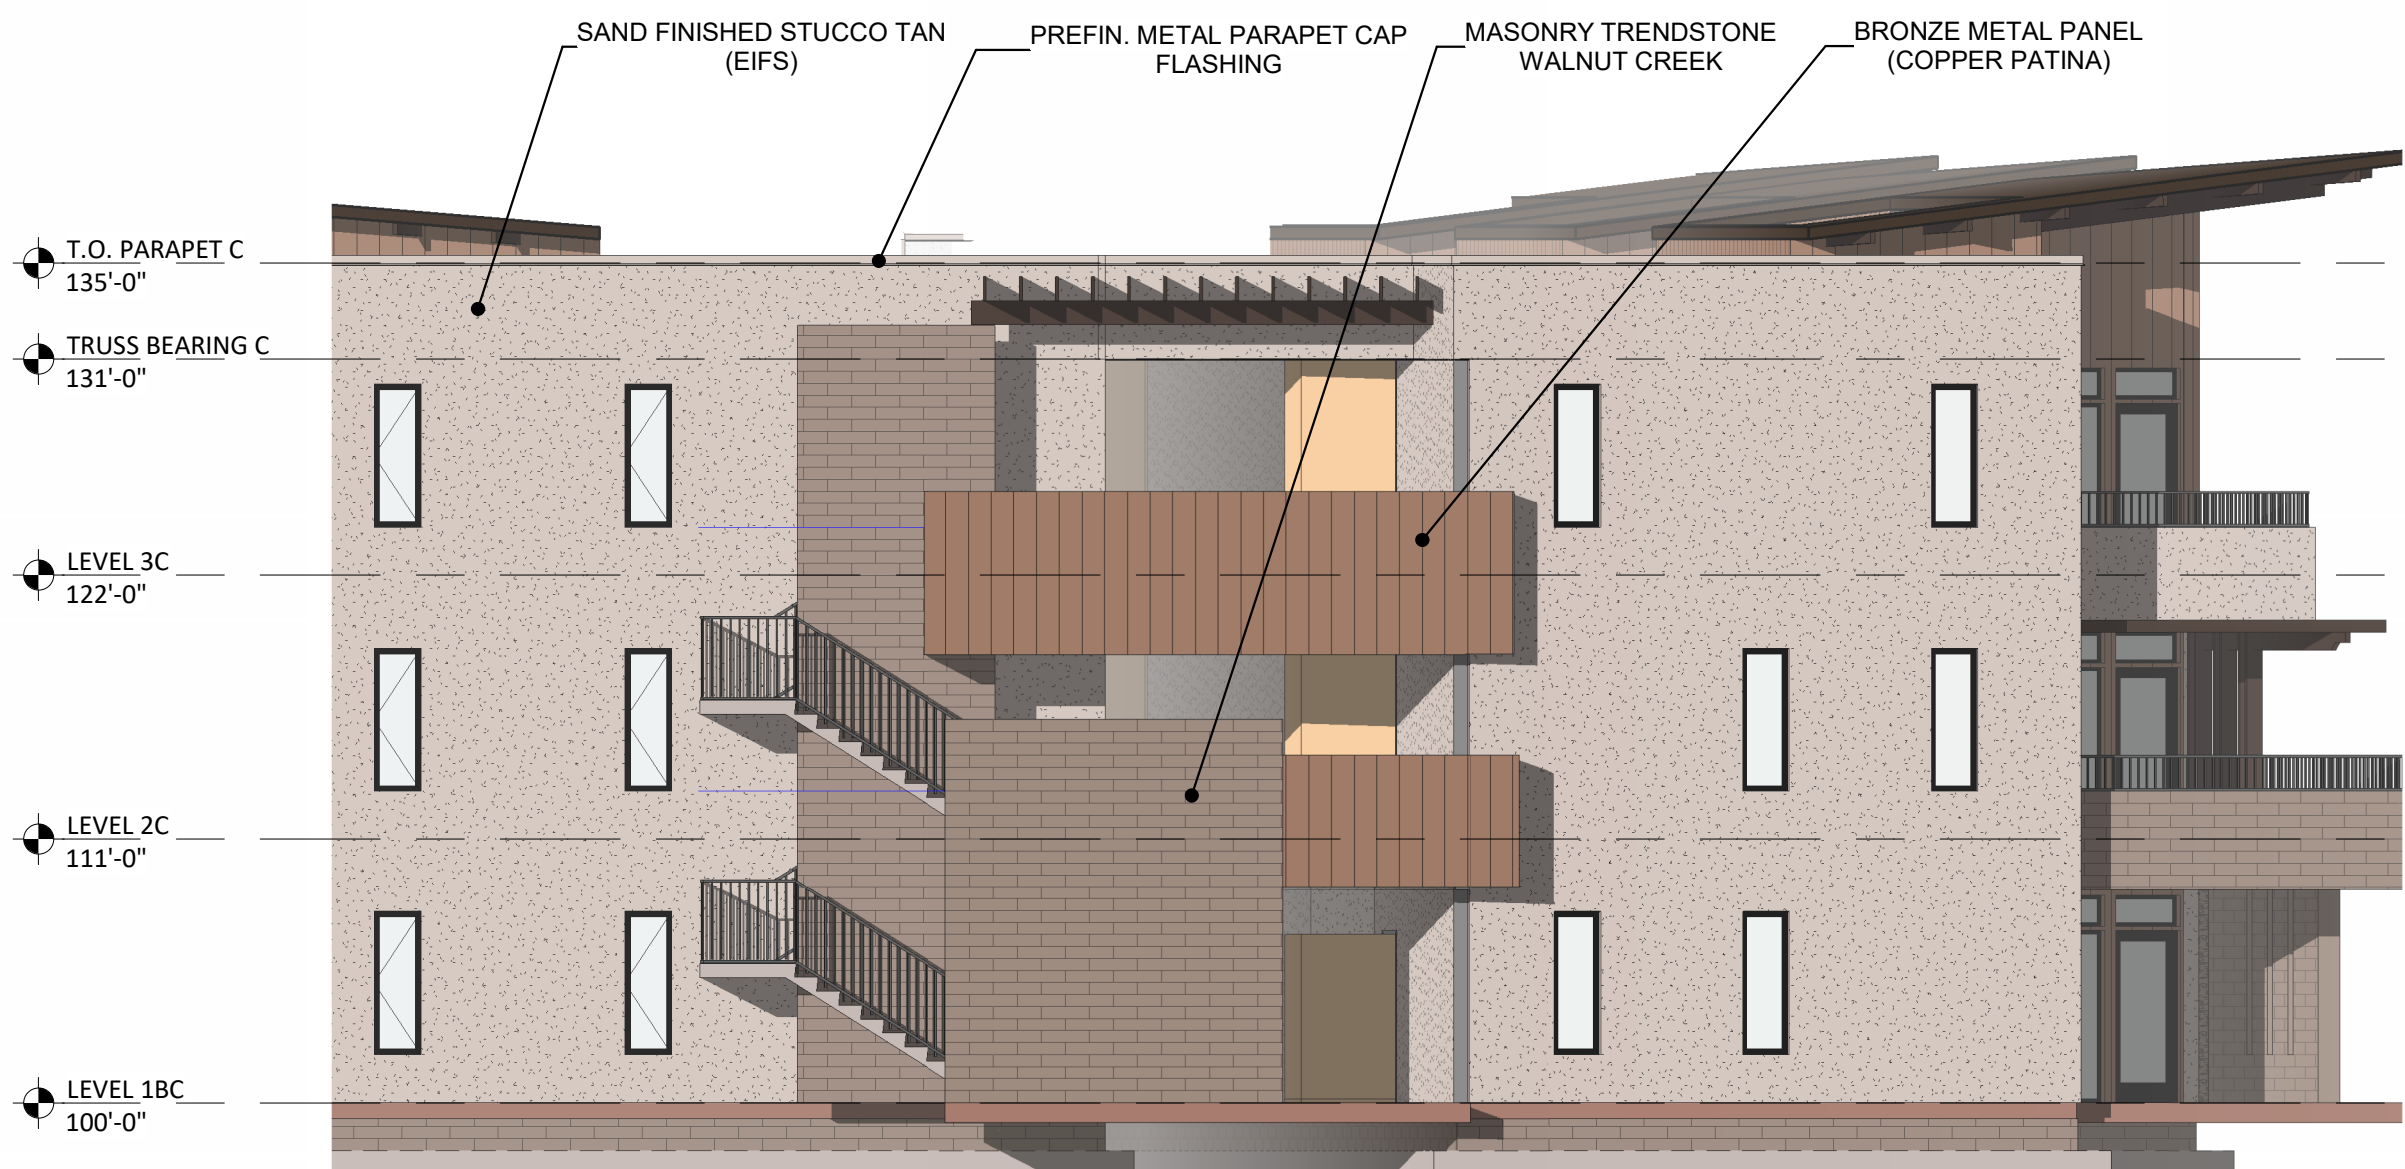 SAND FINISHED STUCCO TAN
(EIFS)
PREFIN. METAL PARAPET CAP
FLASHING
MASONRY TRENDSTONE
WALNUT CREEK
BRONZE METAL PANEL
(COPPER PATINA)
T.O. PARAPET C
135'-0"
TRUSS BEARING C
131'-0"
LEVEL 3C
122'-0"
LEVEL 2C
111'-0"
LEVEL 1BC
100'-0"